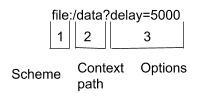 file:/data?delay=5000
1 2 3
Scheme Context path Options